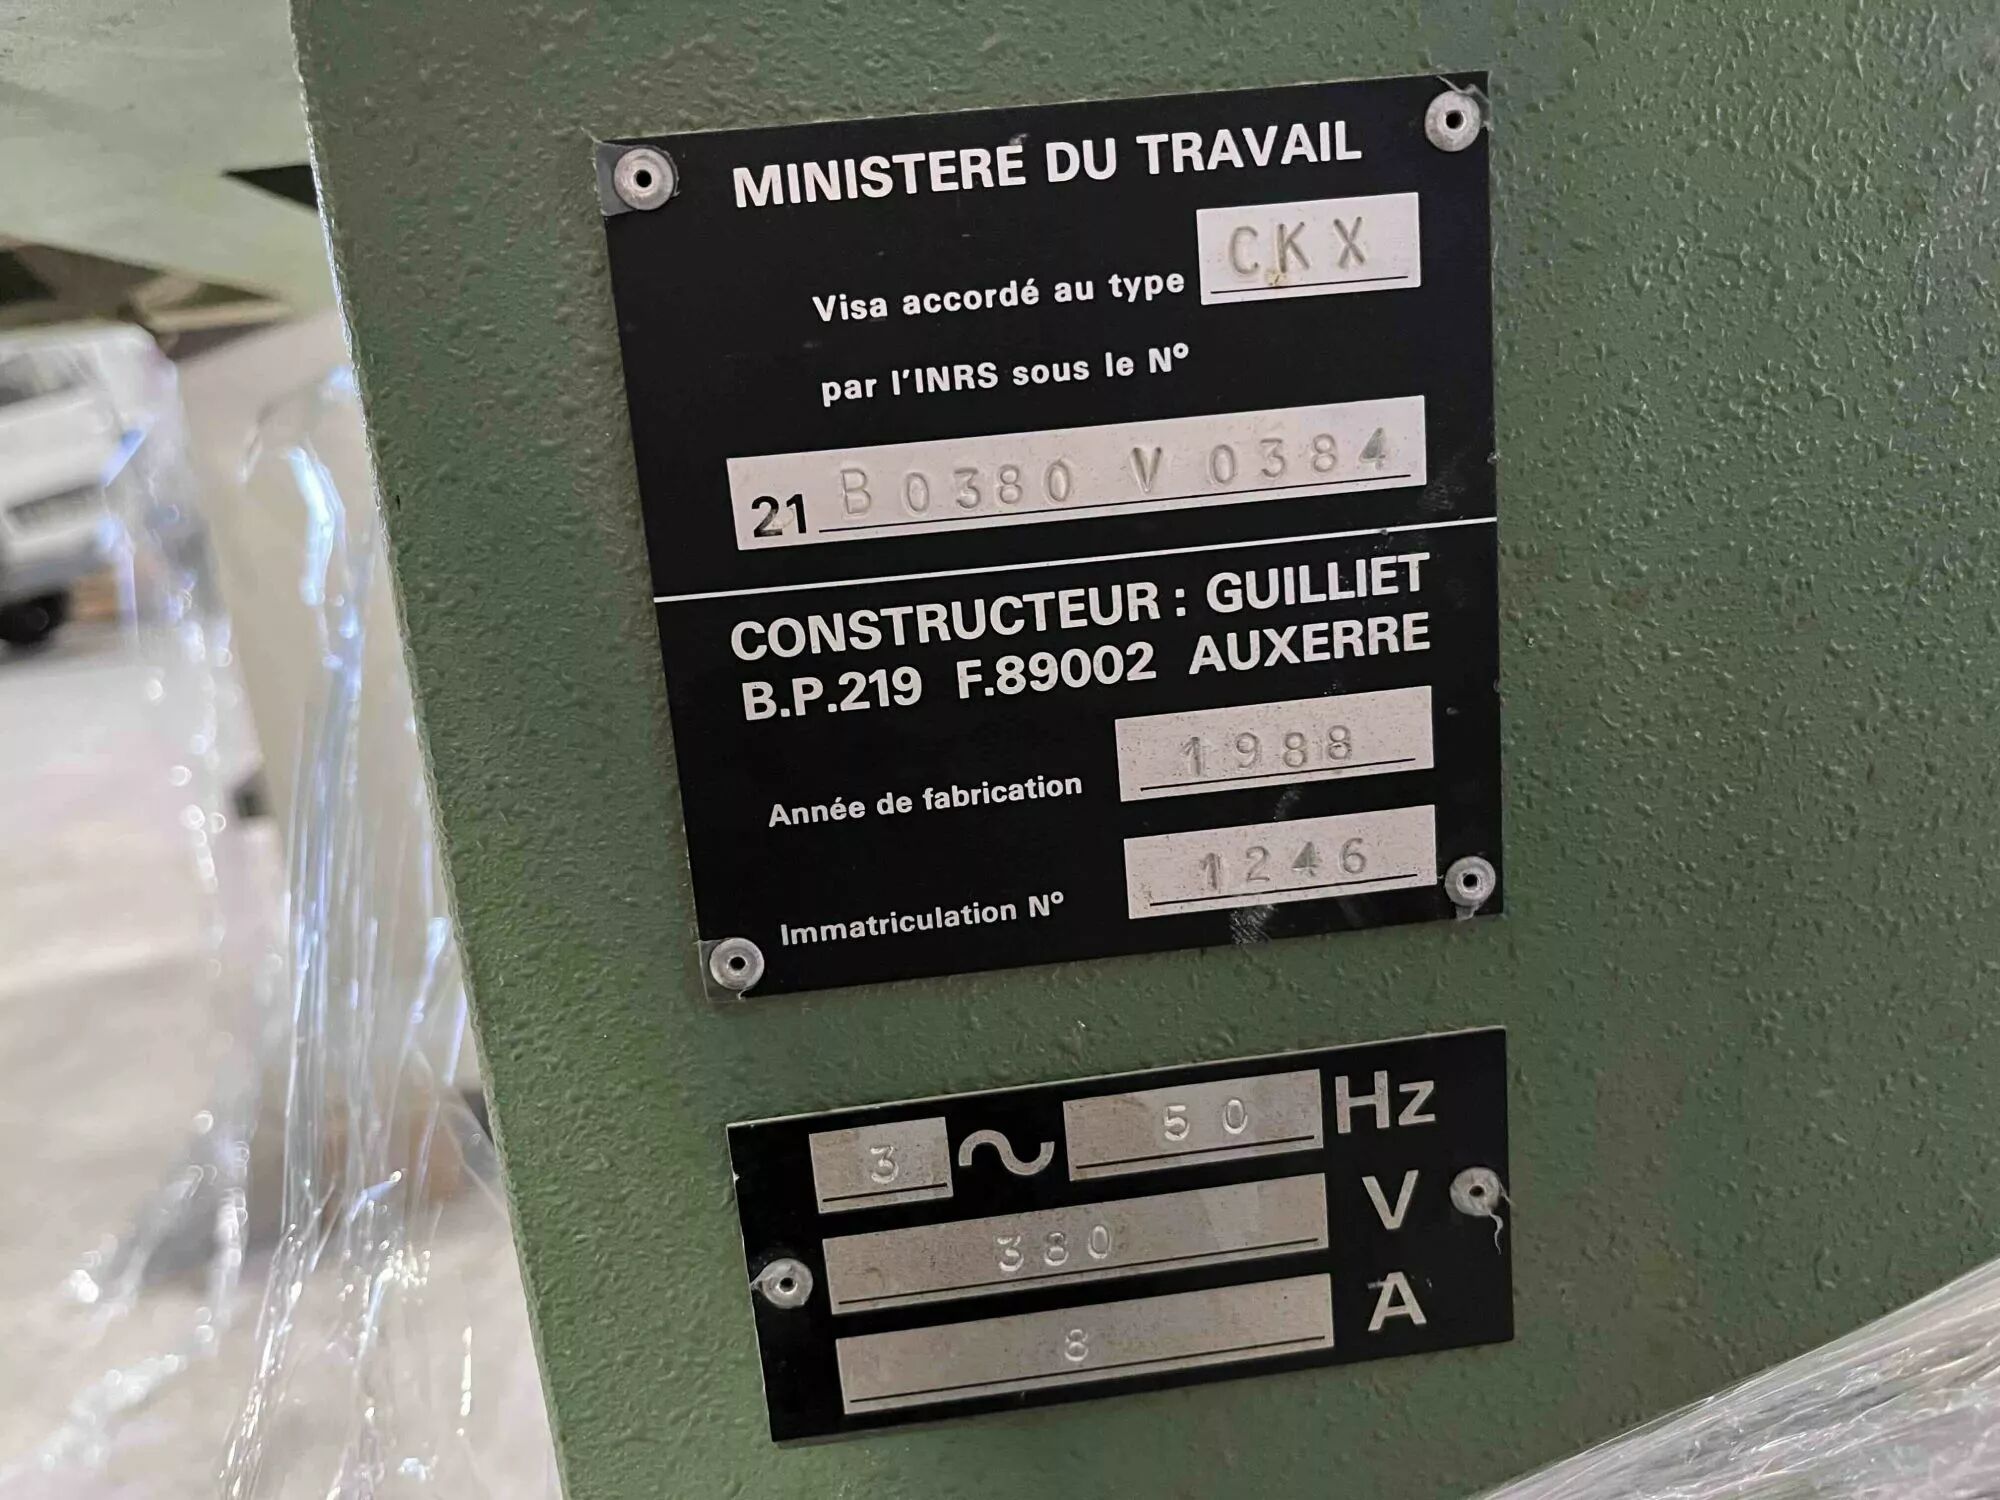 MINISTERE DU TRAVAIL
Visa accordé au type CKX
par l'INRS sous le N°
21 B0380 V 0384
CONSTRUCTEUR : GUILLIET
B.P.219 F.89002 AUXERRE
Année de fabrication 1988
Immatriculation N° 1246
3 ~ 50 Hz
380 V
8 A